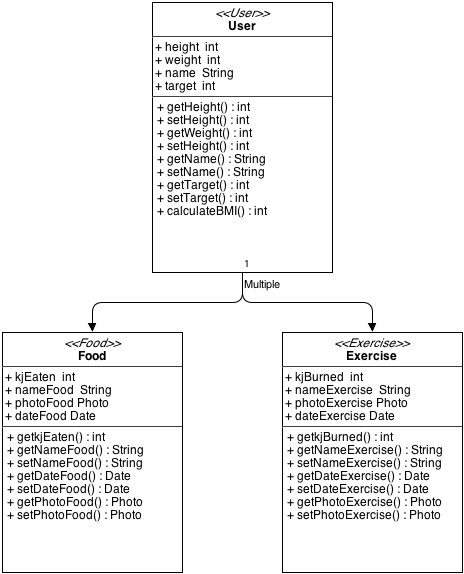 <<User>>
User
+ height  int
+ weight  int
+ name  String
+ target  int
+ getHeight() : int
+ setHeight() : int
+ getWeight() : int
+ setHeight() : int
+ getName() : String
+ setName() : String
+ getTarget() : int
+ setTarget() : int
+ calculateBMI() : int
1
Multiple
<<Food>>
Food
+ kjEaten  int
+ nameFood  String
+ photoFood Photo
+ dateFood Date
+ getkjEaten() : int
+ getNameFood() : String
+ setNameFood() : String
+ getDateFood() : Date
+ setDateFood() : Date
+ getPhotoFood() : Photo
+ setPhotoFood() : Photo
<<Exercise>>
Exercise
+ kjBurned  int
+ nameExercise  String
+ photoExercise Photo
+ dateExercise Date
+ getkjBurned() : int
+ getNameExercise() : String
+ setNameExercise() : String
+ getDateExercise() : Date
+ setDateExercise() : Date
+ getPhotoExercise() : Photo
+ setPhotoExercise() : Photo